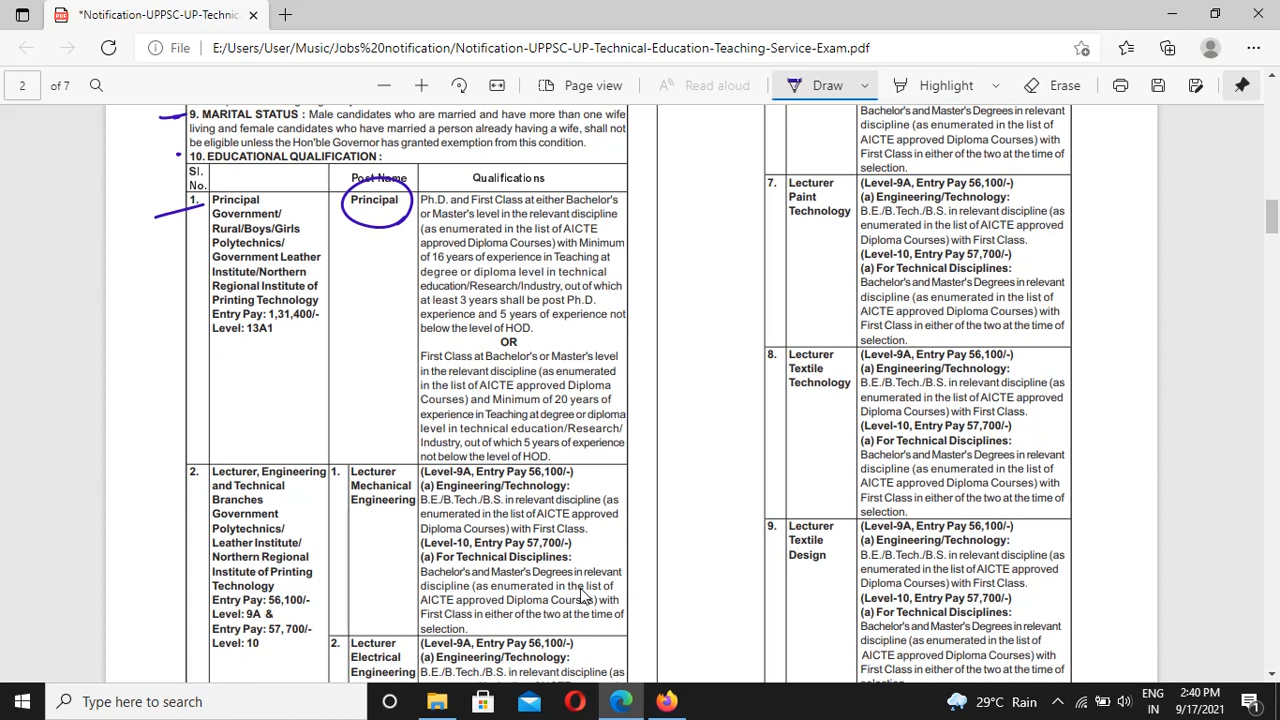 *Notification-UPPSC-UP-Technic
File
E:/Users/User/Music/Jobs%20notification/Notification-UPPSC-UP-Technical-Education-Teaching-Service-Exam.pdf
2 of 7
Page view
Read aloud
Draw
Highlight
Erase
9. MARITAL STATUS : Male candidates who are married and have more than one wife
living and female candidates who have married a person already having a wife, shall not
be eligible unless the Hon'ble Governor has granted exemption from this condition.
10. EDUCATIONAL QUALIFICATION :
Sl.
No.
Post Name
Qualifications
1.
Principal
Government/
Rural/Boys/Girls
Polytechnics/
Government Leather
Institute/Northern
Regional Institute of
Printing Technology
Entry Pay: 1,31,400/-
Level: 13A1
Principal
Ph.D. and First Class at either Bachelor's
or Master's level in the relevant discipline
(as enumerated in the list of AICTE
approved Diploma Courses) with Minimum
of 16 years of experience in Teaching at
degree or diploma level in technical
education/Research/Industry, out of which
at least 3 years shall be post Ph.D.
experience and 5 years of experience not
below the level of HOD.
OR
First Class at Bachelor's or Master's level
in the relevant discipline (as enumerated
in the list of AICTE approved Diploma
Courses) and Minimum of 20 years of
experience in Teaching at degree or diploma
level in technical education/Research/
Industry, out of which 5 years of experience
not below the level of HOD.
2.
Lecturer, Engineering
and Technical
Branches
Government
Polytechnics/
Leather Institute/
Northern Regional
Institute of Printing
Technology
Entry Pay: 56,100/-
Level: 9A &
Entry Pay: 57, 700/-
Level: 10
1.
Lecturer
Mechanical
Engineering
(Level-9A, Entry Pay 56,100/-)
(a) Engineering/Technology:
B.E./B.Tech./B.S. in relevant discipline (as
enumerated in the list of AICTE approved
Diploma Courses) with First Class.
(Level-10, Entry Pay 57,700/-)
(a) For Technical Disciplines:
Bachelor's and Master's Degrees in relevant
discipline (as enumerated in the list of
AICTE approved Diploma Courses) with
First Class in either of the two at the time of
selection.
2.
Lecturer
Electrical
Engineering
(Level-9A, Entry Pay 56,100/-)
(a) Engineering/Technology:
B.E./B.Tech./B.S. in relevant discipline (as
Bachelor's and Master's Degrees in relevant
discipline (as enumerated in the list of
AICTE approved Diploma Courses) with
First Class in either of the two at the time of
selection.
7.
Lecturer
Paint
Technology
(Level-9A, Entry Pay 56,100/-)
(a) Engineering/Technology:
B.E./B.Tech./B.S. in relevant discipline (as
enumerated in the list of AICTE approved
Diploma Courses) with First Class.
(Level-10, Entry Pay 57,700/-)
(a) For Technical Disciplines:
Bachelor's and Master's Degrees in relevant
discipline (as enumerated in the list of
AICTE approved Diploma Courses) with
First Class in either of the two at the time of
selection.
8.
Lecturer
Textile
Technology
(Level-9A, Entry Pay 56,100/-)
(a) Engineering/Technology:
B.E./B.Tech./B.S. in relevant discipline (as
enumerated in the list of AICTE approved
Diploma Courses) with First Class.
(Level-10, Entry Pay 57,700/-)
(a) For Technical Disciplines:
Bachelor's and Master's Degrees in relevant
discipline (as enumerated in the list of
AICTE approved Diploma Courses) with
First Class in either of the two at the time of
selection.
9.
Lecturer
Textile
Design
(Level-9A, Entry Pay 56,100/-)
(a) Engineering/Technology:
B.E./B.Tech./B.S. in relevant discipline (as
enumerated in the list of AICTE approved
Diploma Courses) with First Class.
(Level-10, Entry Pay 57,700/-)
(a) For Technical Disciplines:
Bachelor's and Master's Degrees in relevant
discipline (as enumerated in the list of
AICTE approved Diploma Courses) with
First Class in either of the two at the time of
Type here to search
29°C Rain
ENG
IN
2:40 PM
9/17/2021
1